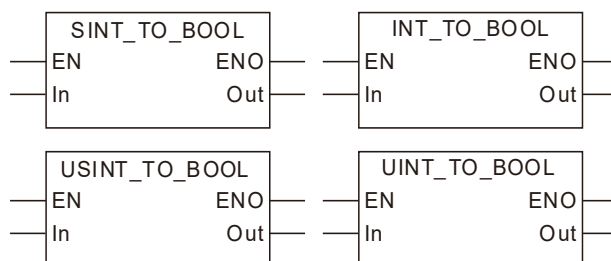 SINT_TO_BOOL
EN ENO
In Out
INT_TO_BOOL
EN ENO
In Out
USINT_TO_BOOL
EN ENO
In Out
UINT_TO_BOOL
EN ENO
In Out